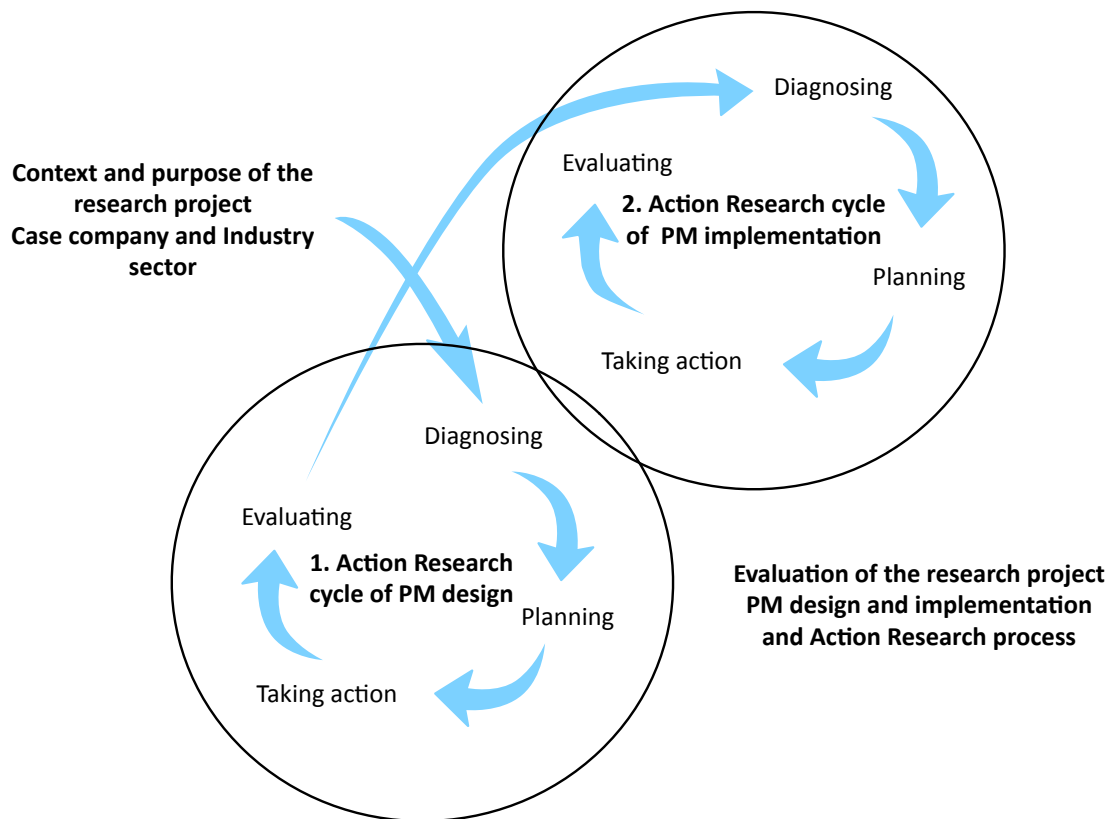 Context and purpose of the
research project
Case company and Industry
sector
Diagnosing
Evaluating
2. Action Research cycle
of PM implementation
Planning
Taking action
Diagnosing
Evaluating
1. Action Research
cycle of PM design
Planning
Taking action
Evaluation of the research project
PM design and implementation
and Action Research process